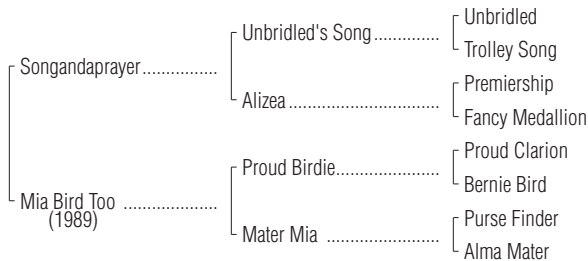 Unbridled
Unbridled's Song..............
Trolley Song
Songandaprayer................
Premiership
Alizea...............................
Fancy Medallion
Proud Clarion
Proud Birdie.....................
Bernie Bird
Mia Bird Too ....................
(1989)
Purse Finder
Mater Mia .......................
Alma Mater